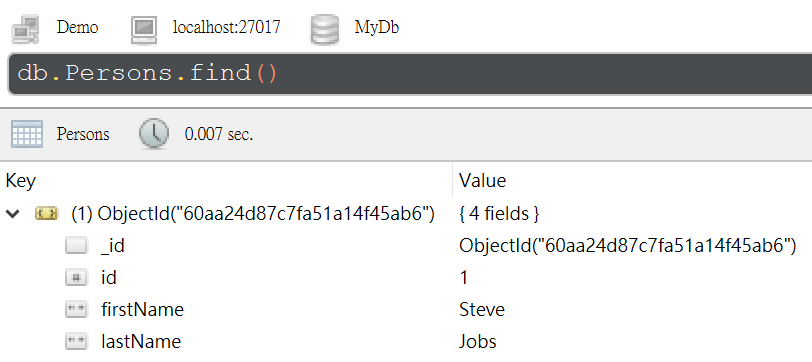 Demo localhost:27017 MyDb
db.Persons.find()
Persons 0.007 sec.
Key Value
(1) ObjectId("60aa24d87c7fa51a14f45ab6") { 4 fields }
_id ObjectId("60aa24d87c7fa51a14f45ab6")
id 1
firstName Steve
lastName Jobs